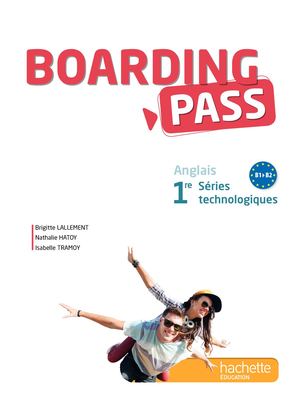 BOARDING
PASS
Anglais
1re Séries
technologiques
B1>B2
Brigitte LALLEMENT
Nathalie HATOY
Isabelle TRAMOY
hachette
ÉDUCATION